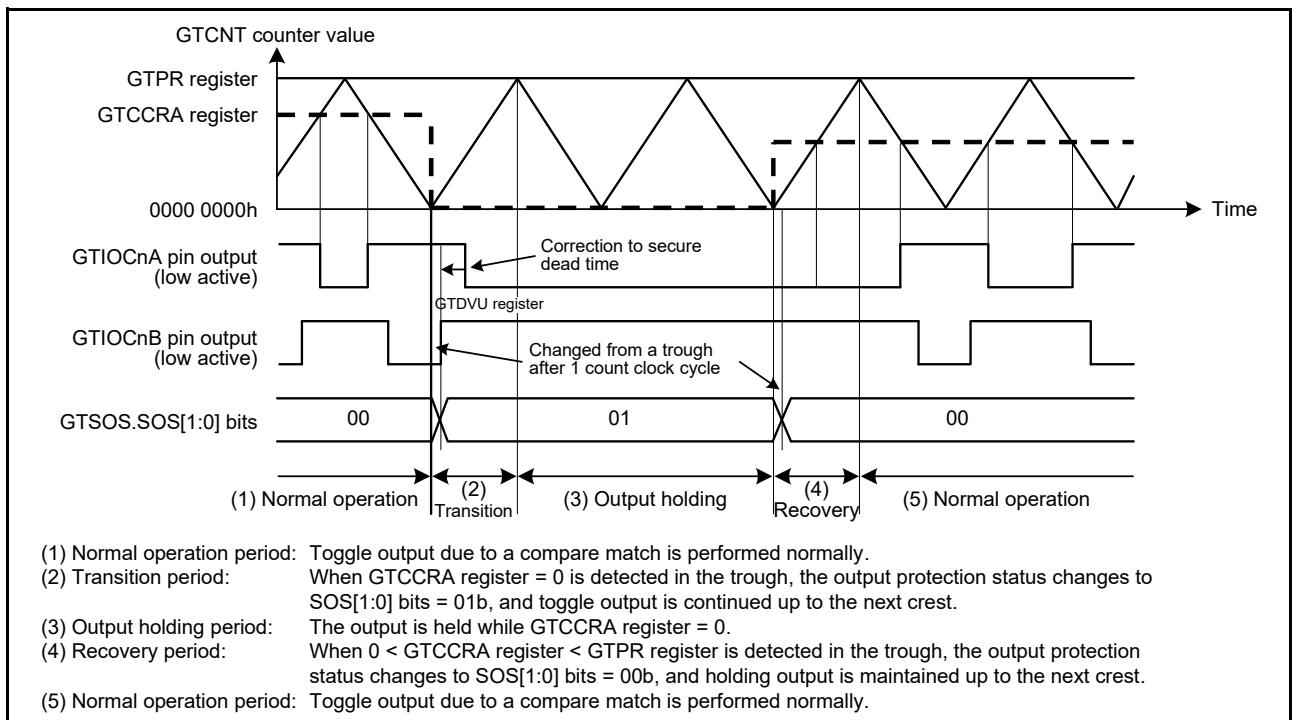 GTCNT counter value
GTPR register
GTCCRA register
0000 0000h
Time
GTIOCnA pin output
(low active)
Correction to secure
dead time
GTDVU register
GTIOCnB pin output
(low active)
Changed from a trough
after 1 count clock cycle
GTSOS.SOS[1:0] bits
00
01
00
(1) Normal operation
(2)
Transition
(3) Output holding
(4)
Recovery
(5) Normal operation
(1) Normal operation period: Toggle output due to a compare match is performed normally.
(2) Transition period: When GTCCRA register = 0 is detected in the trough, the output protection status changes to
SOS[1:0] bits = 01b, and toggle output is continued up to the next crest.
(3) Output holding period: The output is held while GTCCRA register = 0.
(4) Recovery period: When 0 < GTCCRA register < GTPR register is detected in the trough, the output protection
status changes to SOS[1:0] bits = 00b, and holding output is maintained up to the next crest.
(5) Normal operation period: Toggle output due to a compare match is performed normally.